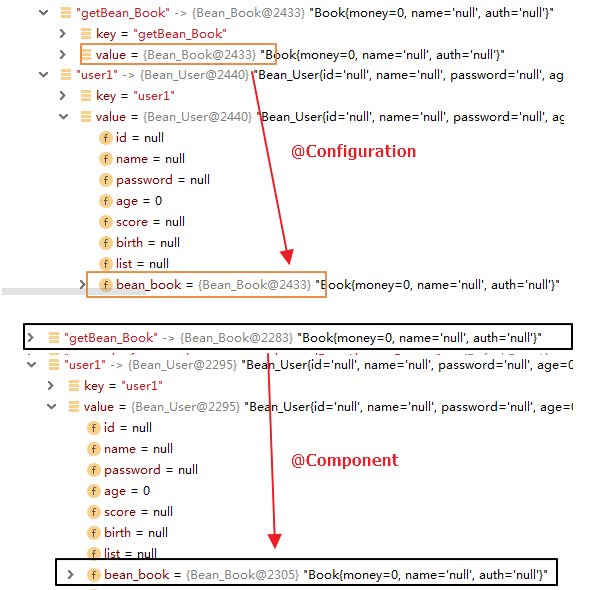 "getBean_Book" -> {Bean_Book@2433} "Book{money=0, name='null', auth='null'}"
key = "getBean_Book"
value = {Bean_Book@2433} "Book{money=0, name='null', auth='null'}"
"user1" -> {Bean_User@2440} "Bean_User{id='null', name='null', password='null', age
key = "user1"
value = {Bean_User@2440} "Bean_User{id='null', name='null', password='null', age=
f id = null
f name = null
@Configuration
f password = null
f age = 0
f score = null
f birth = null
f list = null
f bean_book = {Bean_Book@2433} "Book{money=0, name='null', auth='null'}"
"getBean_Book" -> {Bean_Book@2283} "Book{money=0, name='null', auth='null'}"
"user1" -> {Bean_User@2295} "Bean_User{id='null', name='null', password='null', age=0
key = "user1"
value = {Bean_User@2295} "Bean_User{id='null', name='null', password='null', age=0
f id = null
f name = null
@Component
f password = null
f age = 0
f score = null
f birth = null
f list = null
f bean_book = {Bean_Book@2305} "Book{money=0, name='null', auth='null'}"